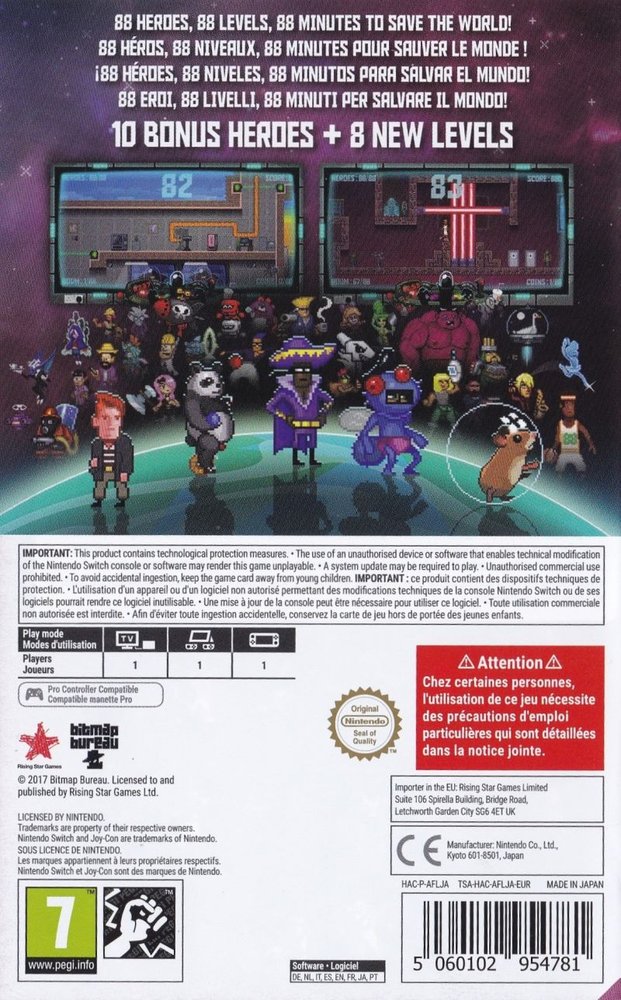 88 HEROES, 88 LEVELS, 88 MINUTES TO SAVE THE WORLD!
88 HÉROS, 88 NIVEAUX, 88 MINUTES POUR SAUVER LE MONDE !
¡88 HÉROES, 88 NIVELES, 88 MINUTOS PARA SALVAR EL MUNDO!
88 EROI, 88 LIVELLI, 88 MINUTI PER SALVARE IL MONDO!
10 BONUS HEROES + 8 NEW LEVELS
HEROES: 88/88
82
SCORE:
83
COINS:
88
IMPORTANT: This product contains technological protection measures. • The use of an unauthorised device or software that enables technical modification
of the Nintendo Switch console or software may render this game unplayable. • A system update may be required to play. • Unauthorised commercial use
prohibited. • To avoid accidental ingestion, keep the game card away from young children. IMPORTANT : ce produit contient des dispositifs techniques de
protection. • L'utilisation d'un appareil ou d'un logiciel non autorisé permettant des modifications techniques de la console Nintendo Switch ou de ses
logiciels pourrait rendre ce logiciel inutilisable. • Une mise à jour de la console peut être nécessaire pour utiliser ce logiciel. • Toute utilisation commerciale
non autorisée est interdite. • Afin d'éviter toute ingestion accidentelle, conservez la carte de jeu hors de portée des jeunes enfants.
Play mode
Modes d'utilisation
TV
Players
Joueurs
1
1
1
Pro Controller Compatible
Compatible manette Pro
Rising Star Games
bitmap
bureau
Original
Nintendo
Seal of
Quality
TM
Attention
Chez certaines personnes,
l'utilisation de ce jeu nécessite
des précautions d'emploi
particulières qui sont détaillées
dans la notice jointe.
© 2017 Bitmap Bureau. Licensed to and
published by Rising Star Games Ltd.
LICENSED BY NINTENDO.
Trademarks are property of their respective owners.
Nintendo Switch and Joy-Con are trademarks of Nintendo.
SOUS LICENCE DE NINTENDO.
Les marques appartiennent à leurs propriétaires respectifs.
Nintendo Switch et Joy-Con sont des marques de Nintendo.
Importer in the EU: Rising Star Games Limited
Suite 106 Spirella Building, Bridge Road,
Letchworth Garden City SG6 4ET UK
CE
Manufacturer: Nintendo Co., Ltd.,
Kyoto 601-8501, Japan
HAC-P-AFLJA TSA-HAC-AFLJA-EUR MADE IN JAPAN
7
www.pegi.info
TM
TM
Software • Logiciel
DE, NL, IT, ES, EN, FR, JA, PT
5 060102 954781